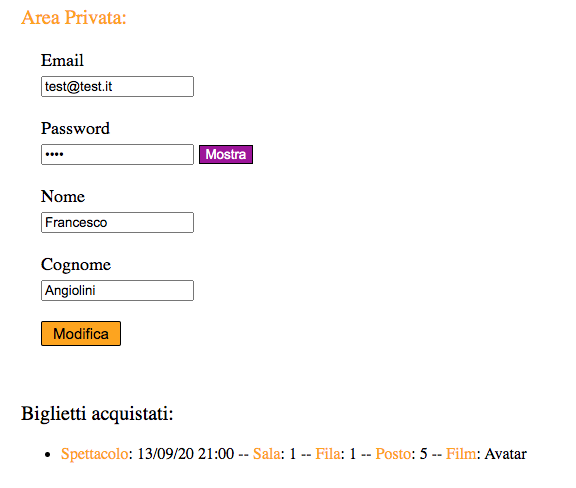 Area Privata:
Email
test@test.it
Password
•••• Mostra
Nome
Francesco
Cognome
Angiolini
Modifica
Biglietti acquistati:
• Spettacolo: 13/09/20 21:00 -- Sala: 1 -- Fila: 1 -- Posto: 5 -- Film: Avatar